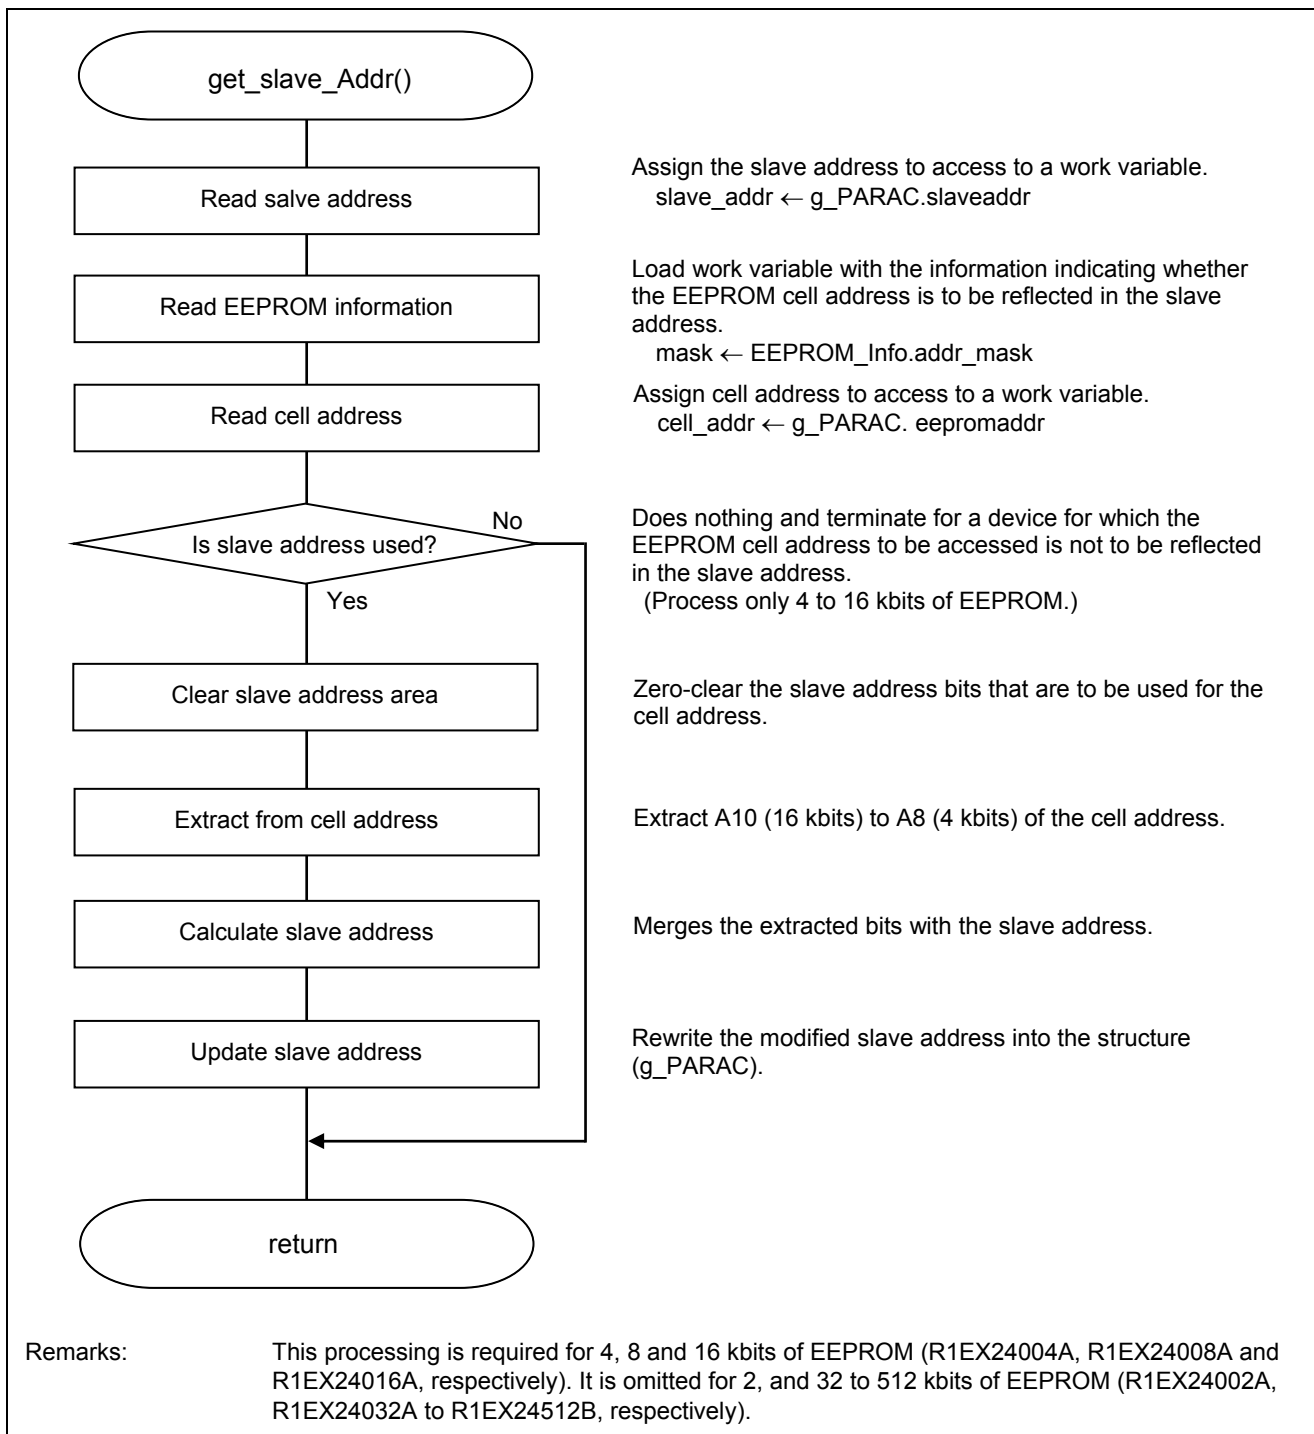 get_slave_Addr()
Read salve address
Assign the slave address to access to a work variable.
slave_addr ← g_PARAC.slaveaddr
Read EEPROM information
Load work variable with the information indicating whether
the EEPROM cell address is to be reflected in the slave
address.
mask ← EEPROM_Info.addr_mask
Read cell address
Assign cell address to access to a work variable.
cell_addr ← g_PARAC. eepromaddr
Is slave address used?
No
Yes
Does nothing and terminate for a device for which the
EEPROM cell address to be accessed is not to be reflected
in the slave address.
(Process only 4 to 16 kbits of EEPROM.)
Clear slave address area
Zero-clear the slave address bits that are to be used for the
cell address.
Extract from cell address
Extract A10 (16 kbits) to A8 (4 kbits) of the cell address.
Calculate slave address
Merges the extracted bits with the slave address.
Update slave address
Rewrite the modified slave address into the structure
(g_PARAC).
return
Remarks: This processing is required for 4, 8 and 16 kbits of EEPROM (R1EX24004A, R1EX24008A and
R1EX24016A, respectively). It is omitted for 2, and 32 to 512 kbits of EEPROM (R1EX24002A,
R1EX24032A to R1EX24512B, respectively).